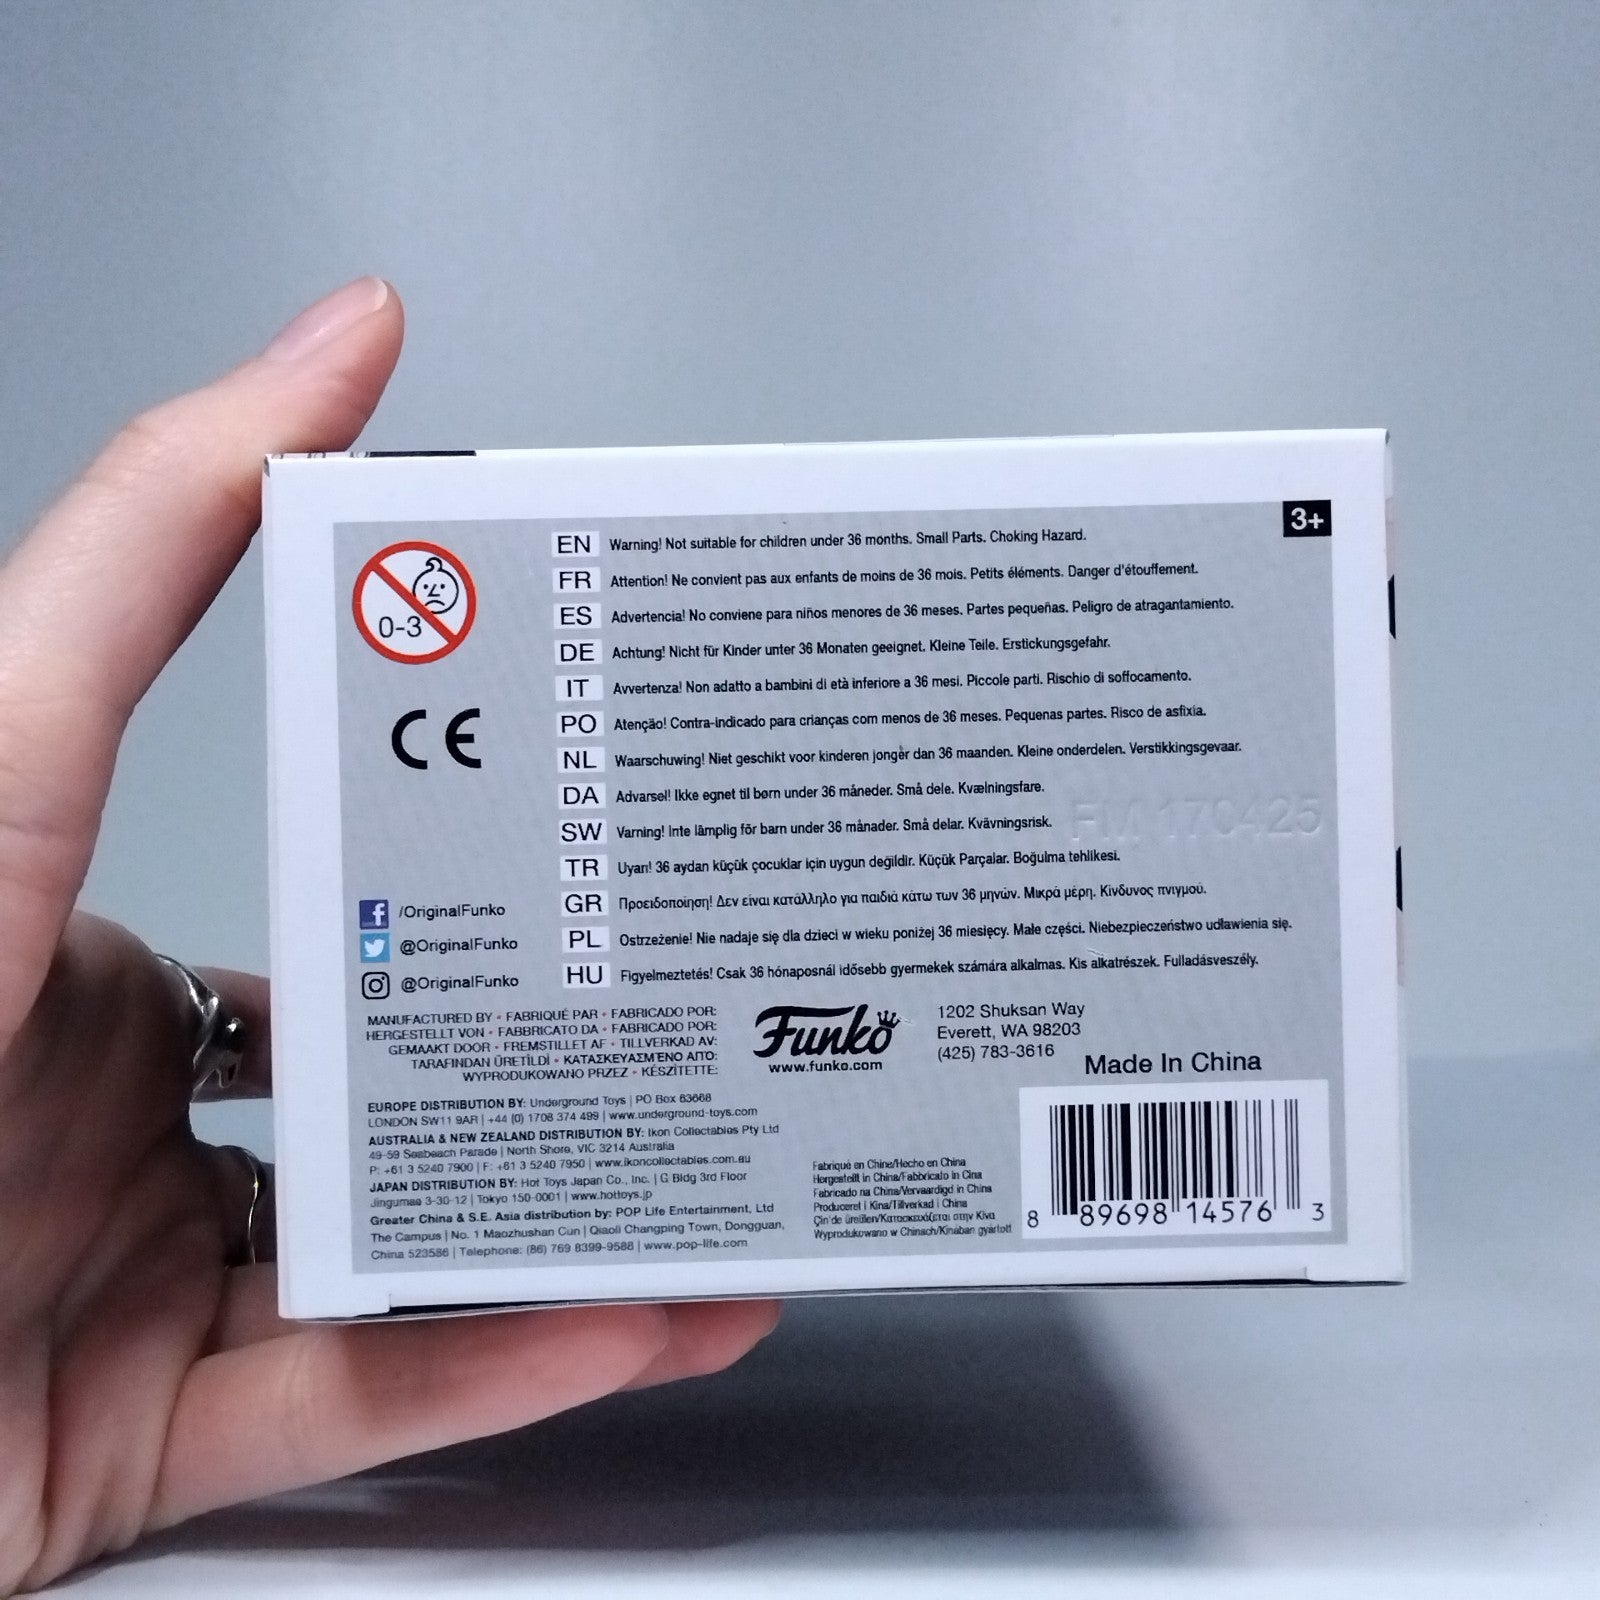 3+
0-3
EN Warning! Not suitable for children under 36 months. Small Parts. Choking Hazard.
FR Attention! Ne convient pas aux enfants de moins de 36 mois. Petits éléments. Danger d'étouffement.
ES Advertencia! No conviene para niños menores de 36 meses. Partes pequeñas. Peligro de atragantamiento.
DE Achtung! Nicht für Kinder unter 36 Monaten geeignet. Kleine Teile. Erstickungsgefahr.
IT Avvertenza! Non adatto a bambini di età inferiore a 36 mesi. Piccole parti. Rischio di soffocamento.
PO Atenção! Contra-indicado para crianças com menos de 36 meses. Pequenas partes. Risco de asfixia.
NL Waarschuwing! Niet geschikt voor kinderen jonger dan 36 maanden. Kleine onderdelen. Verstikkingsgevaar.
DA Advarsel! Ikke egnet til børn under 36 måneder. Små dele. Kvælningsfare.
SW Varning! Inte lämplig för barn under 36 månader. Små delar. Kvävningsrisk.
TR Uyarı! 36 aydan küçük çocuklar için uygun değildir. Küçük Parçalar. Boğulma tehlikesi.
GR Προειδοποίηση! Δεν είναι κατάλληλο για παιδιά κάτω των 36 μηνών. Μικρά μέρη. Κίνδυνος πνιγμού.
PL Ostrzeżenie! Nie nadaje się dla dzieci w wieku poniżej 36 miesięcy. Małe części. Niebezpieczeństwo udławienia się.
HU Figyelmeztetés! Csak 36 hónaposnál idősebb gyermekek számára alkalmas. Kis alkatrészek. Fulladásveszély.
CE
170425
/OriginalFunko
@OriginalFunko
@OriginalFunko
MANUFACTURED BY • FABRIQUÉ PAR • FABRICADO POR:
HERGESTELLT VON • FABBRICATO DA • FABRICADO POR:
GEMAAKT DOOR • FREMSTILLET AF • TILLVERKAD AV:
TARAFINDAN ÜRETİLDİ • ΚΑΤΑΣΚΕΥΑΣΜΈΝΟ ΑΠΌ:
WYPRODUKOWANO PRZEZ • KÉSZÍTETTE:
Funko
www.funko.com
1202 Shuksan Way
Everett, WA 98203
(425) 783-3616
Made In China
EUROPE DISTRIBUTION BY: Underground Toys | PO Box 63668
LONDON SW11 9AR | +44 (0) 1708 374 499 | www.underground-toys.com
AUSTRALIA & NEW ZEALAND DISTRIBUTION BY: Ikon Collectables Pty Ltd
49-59 Seabeach Parade | North Shore, VIC 3214 Australia
P: +61 3 5240 7900 | F: +61 3 5240 7950 | www.ikoncollectables.com.au
JAPAN DISTRIBUTION BY: Hot Toys Japan Co., Inc. | G Bldg 3rd Floor
Jingumae 3-30-12 | Tokyo 150-0001 | www.hottoys.jp
Greater China & S.E. Asia distribution by: POP Life Entertainment, Ltd
The Campus | No. 1 Maozhushan Cun | Qiaoli Changping Town, Dongguan,
China 523586 | Telephone: (86) 769 8399-9588 | www.pop-life.com
Fabriqué en Chine/Hecho en China
Hergestellt in China/Fabbricato in Cina
Fabricado na China/Vervaardigd in China
Produceret i Kina/Tillverkad i China
Çin'de üretilen/Κατασκευάζεται στην Κίνα
Wyprodukowano w Chinach/Kínában gyártott
8 89698 14576 3